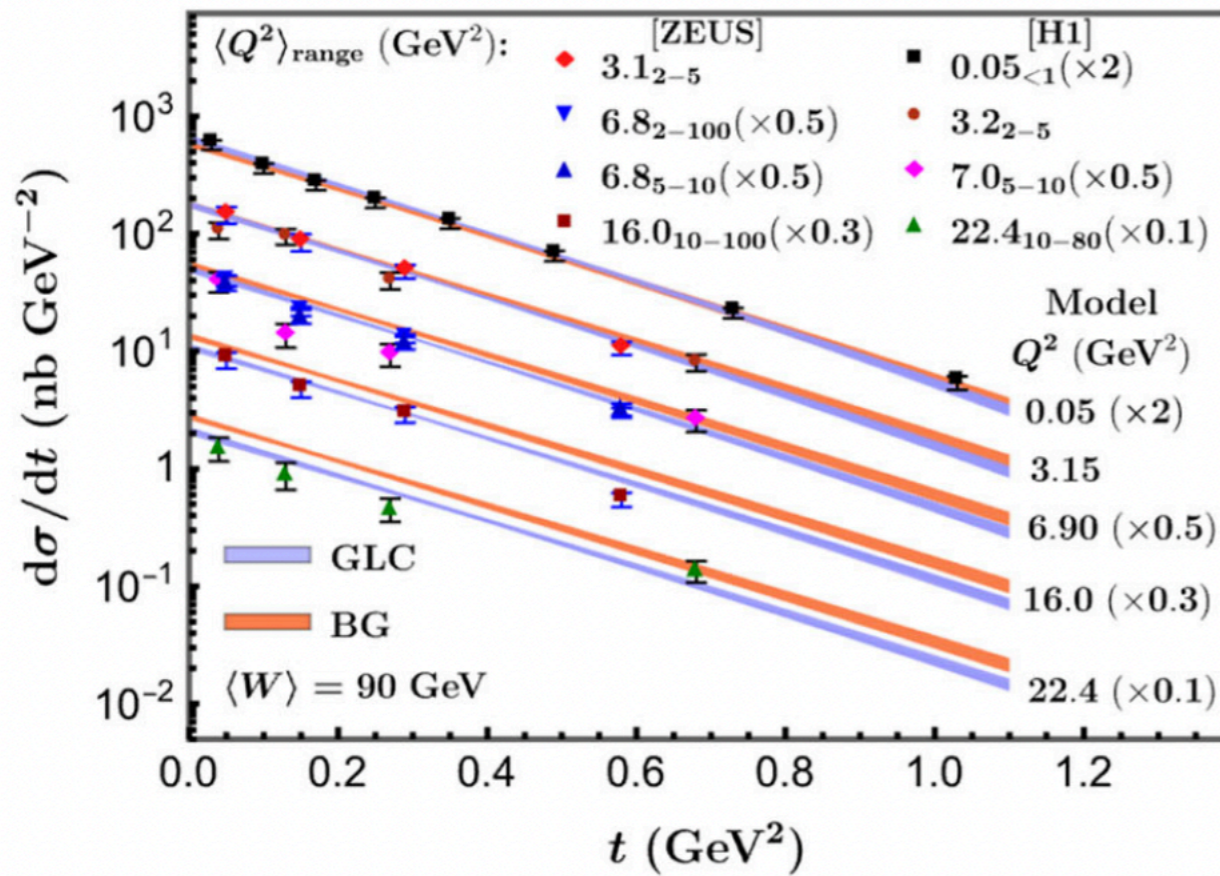 ⟨Q²⟩range (GeV²): [ZEUS] [H1]
3.1₂₋₅ 0.05<1(×2)
6.8₂₋₁₀₀(×0.5) 3.2₂₋₅
6.8₅₋₁₀(×0.5) 7.0₅₋₁₀(×0.5)
16.0₁₀₋₁₀₀(×0.3) 22.4₁₀₋₈₀(×0.1)
Model
Q² (GeV²)
0.05 (×2)
3.15
6.90 (×0.5)
16.0 (×0.3)
22.4 (×0.1)
GLC
BG
⟨W⟩ = 90 GeV
dσ/dt (nb GeV⁻²)
10³
10²
10¹
1
10⁻¹
10⁻²
0.0 0.2 0.4 0.6 0.8 1.0 1.2
t (GeV²)